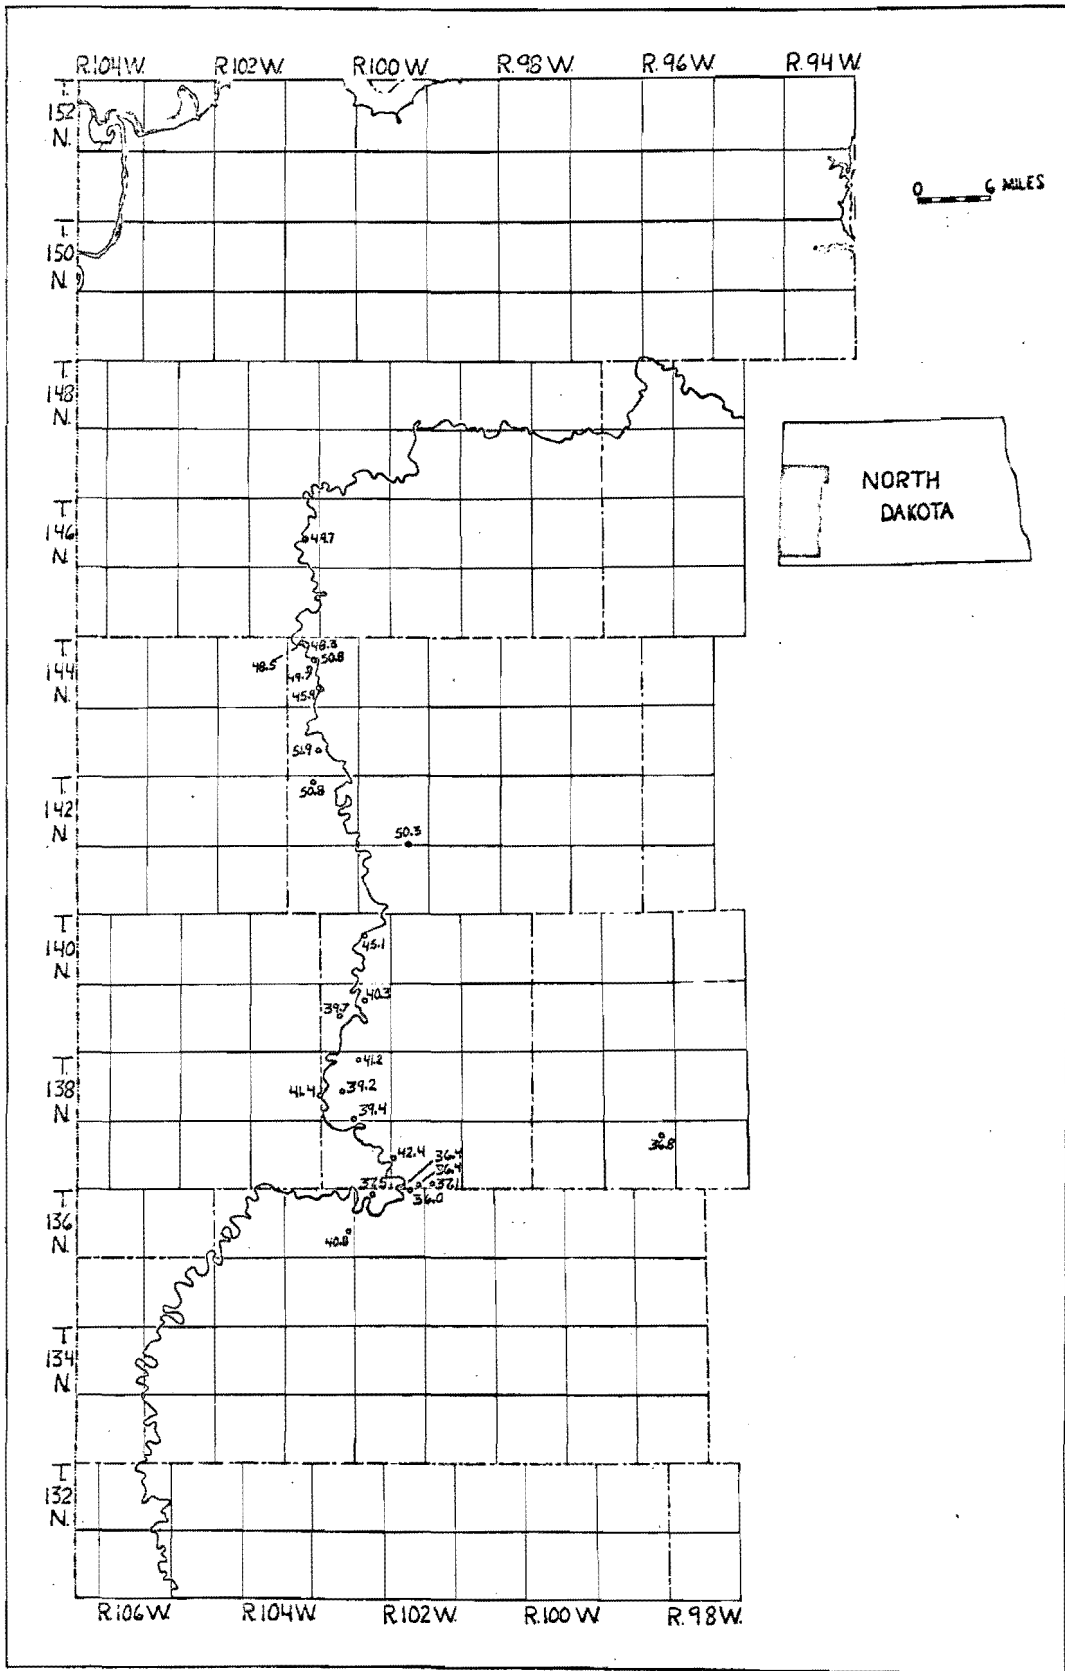 R.104W. R.102W. R.100W. R.98W. R.96W. R.94W.
T.
152
N.
0 6 MILES
T.
150
N.
T.
148
N.
NORTH
DAKOTA
T
146
N.
49.7
T
144
N.
48.3
48.5
50.8
49.9
45.9
51.9
T.
142
N.
50.8
50.3
T
140
N.
45.1
40.3
39.7
T.
138
N.
41.2
41.4
39.2
39.4
36.8
42.4
36.4
36.4
37.5
37.1
36.0
T.
136
N.
40.8
T.
134
N.
T.
132
N.
R.106W. R.104W. R.102W. R.100W. R.98W.